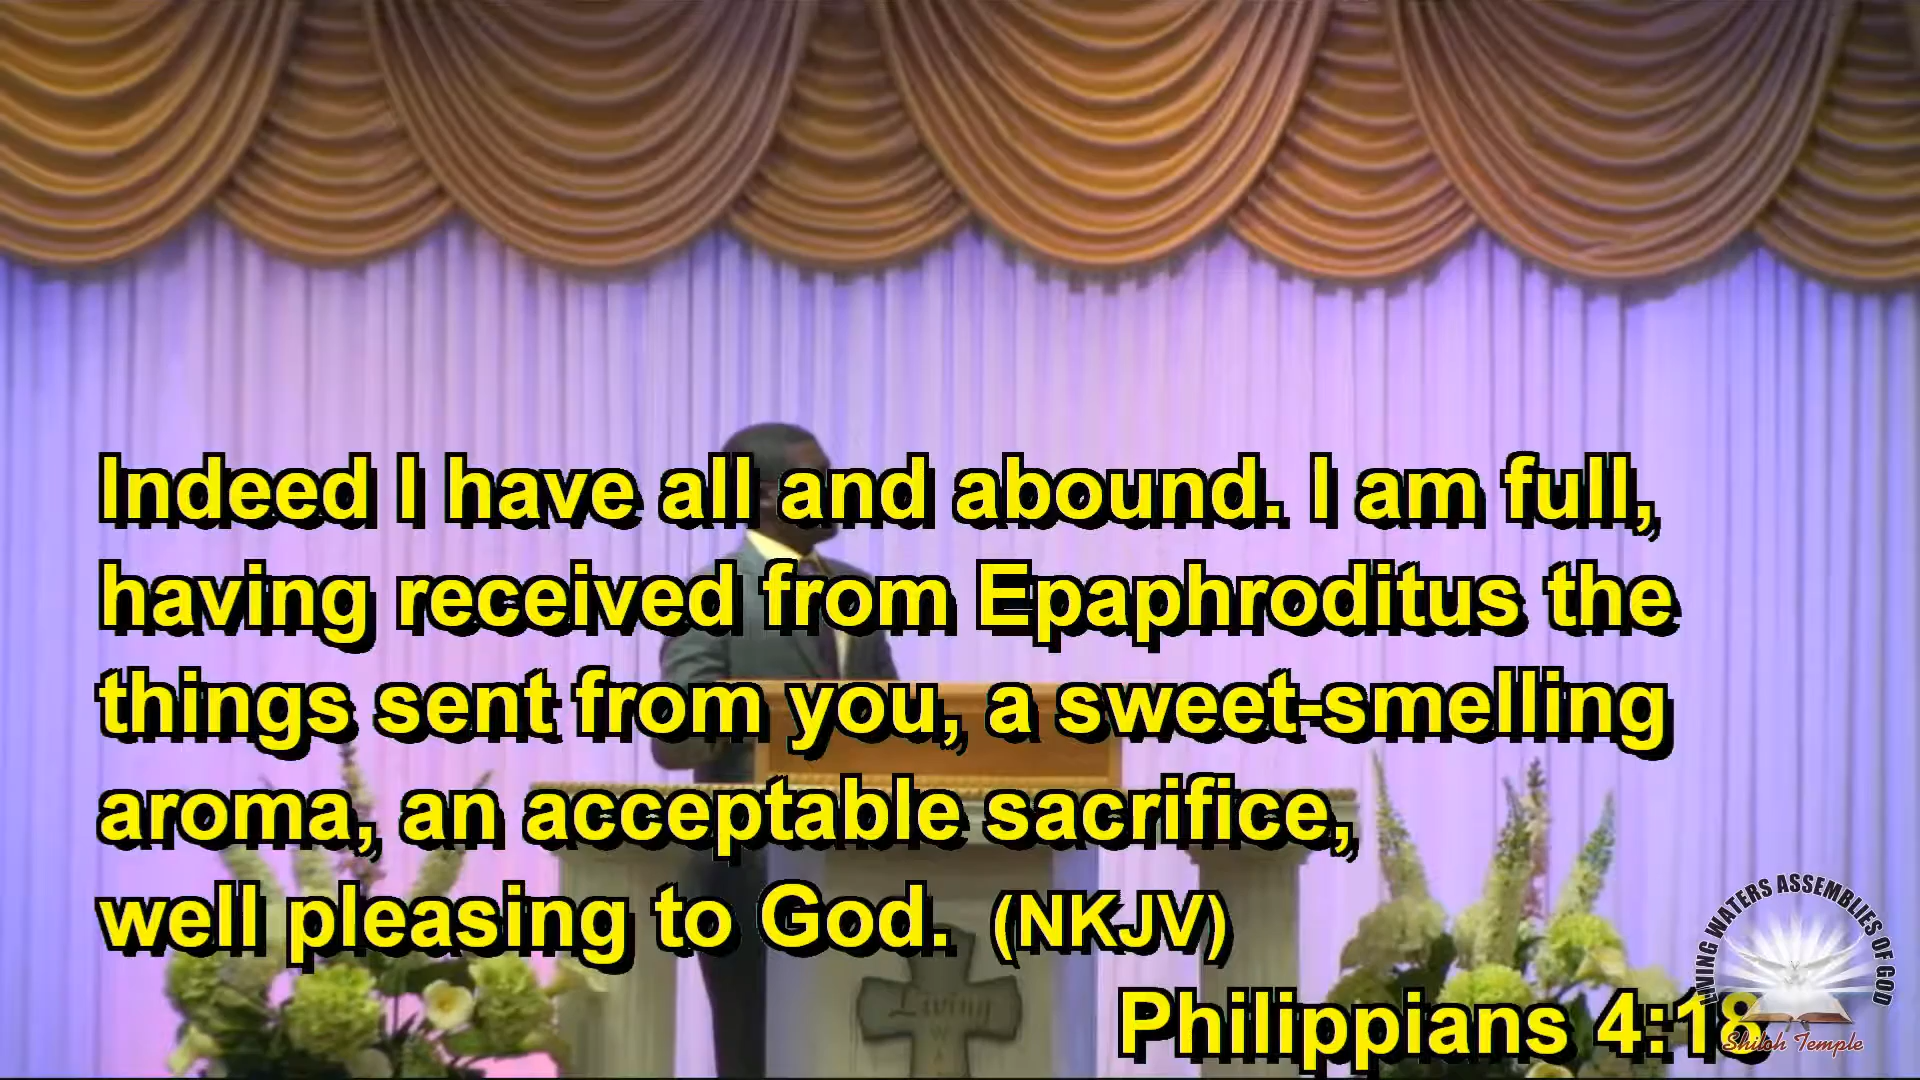 Indeed I have all and abound. I am full,
having received from Epaphroditus the
things sent from you, a sweet-smelling
aroma, an acceptable sacrifice,
well pleasing to God. (NKJV)
Philippians 4:18
LIVING WATERS ASSEMBLIES OF GOD
Shiloh Temple
Living